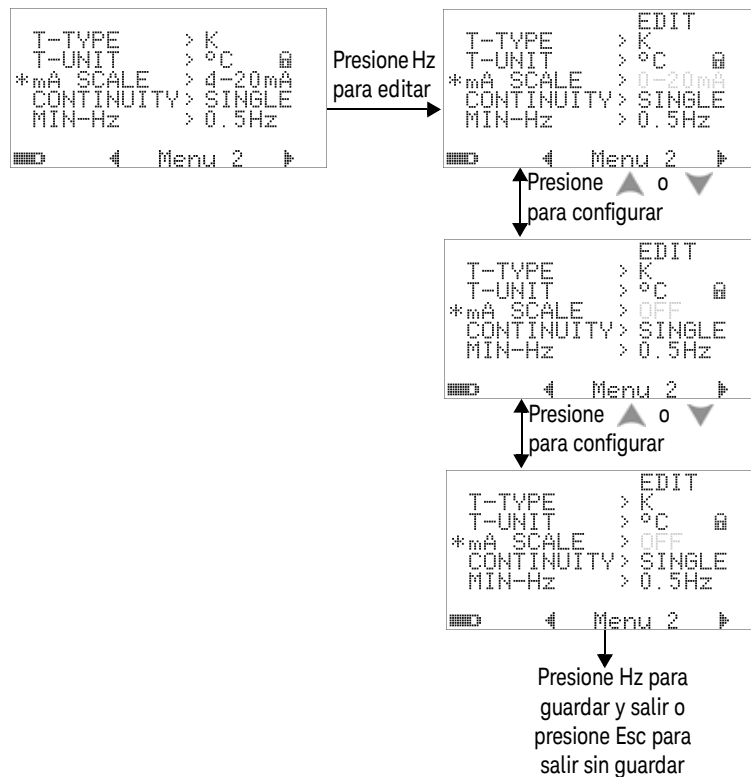 T-TYPE > K
T-UNIT > °C
*mA SCALE > 4-20mA
CONTINUITY> SINGLE
MIN-Hz > 0.5Hz
Menu 2
Presione Hz
para editar
EDIT
T-TYPE > K
T-UNIT > °C
*mA SCALE > 0-20mA
CONTINUITY> SINGLE
MIN-Hz > 0.5Hz
Menu 2
Presione o
para configurar
EDIT
T-TYPE > K
T-UNIT > °C
*mA SCALE > OFF
CONTINUITY> SINGLE
MIN-Hz > 0.5Hz
Menu 2
Presione o
para configurar
EDIT
T-TYPE > K
T-UNIT > °C
*mA SCALE > OFF
CONTINUITY> SINGLE
MIN-Hz > 0.5Hz
Menu 2
Presione Hz para
guardar y salir o
presione Esc para
salir sin guardar